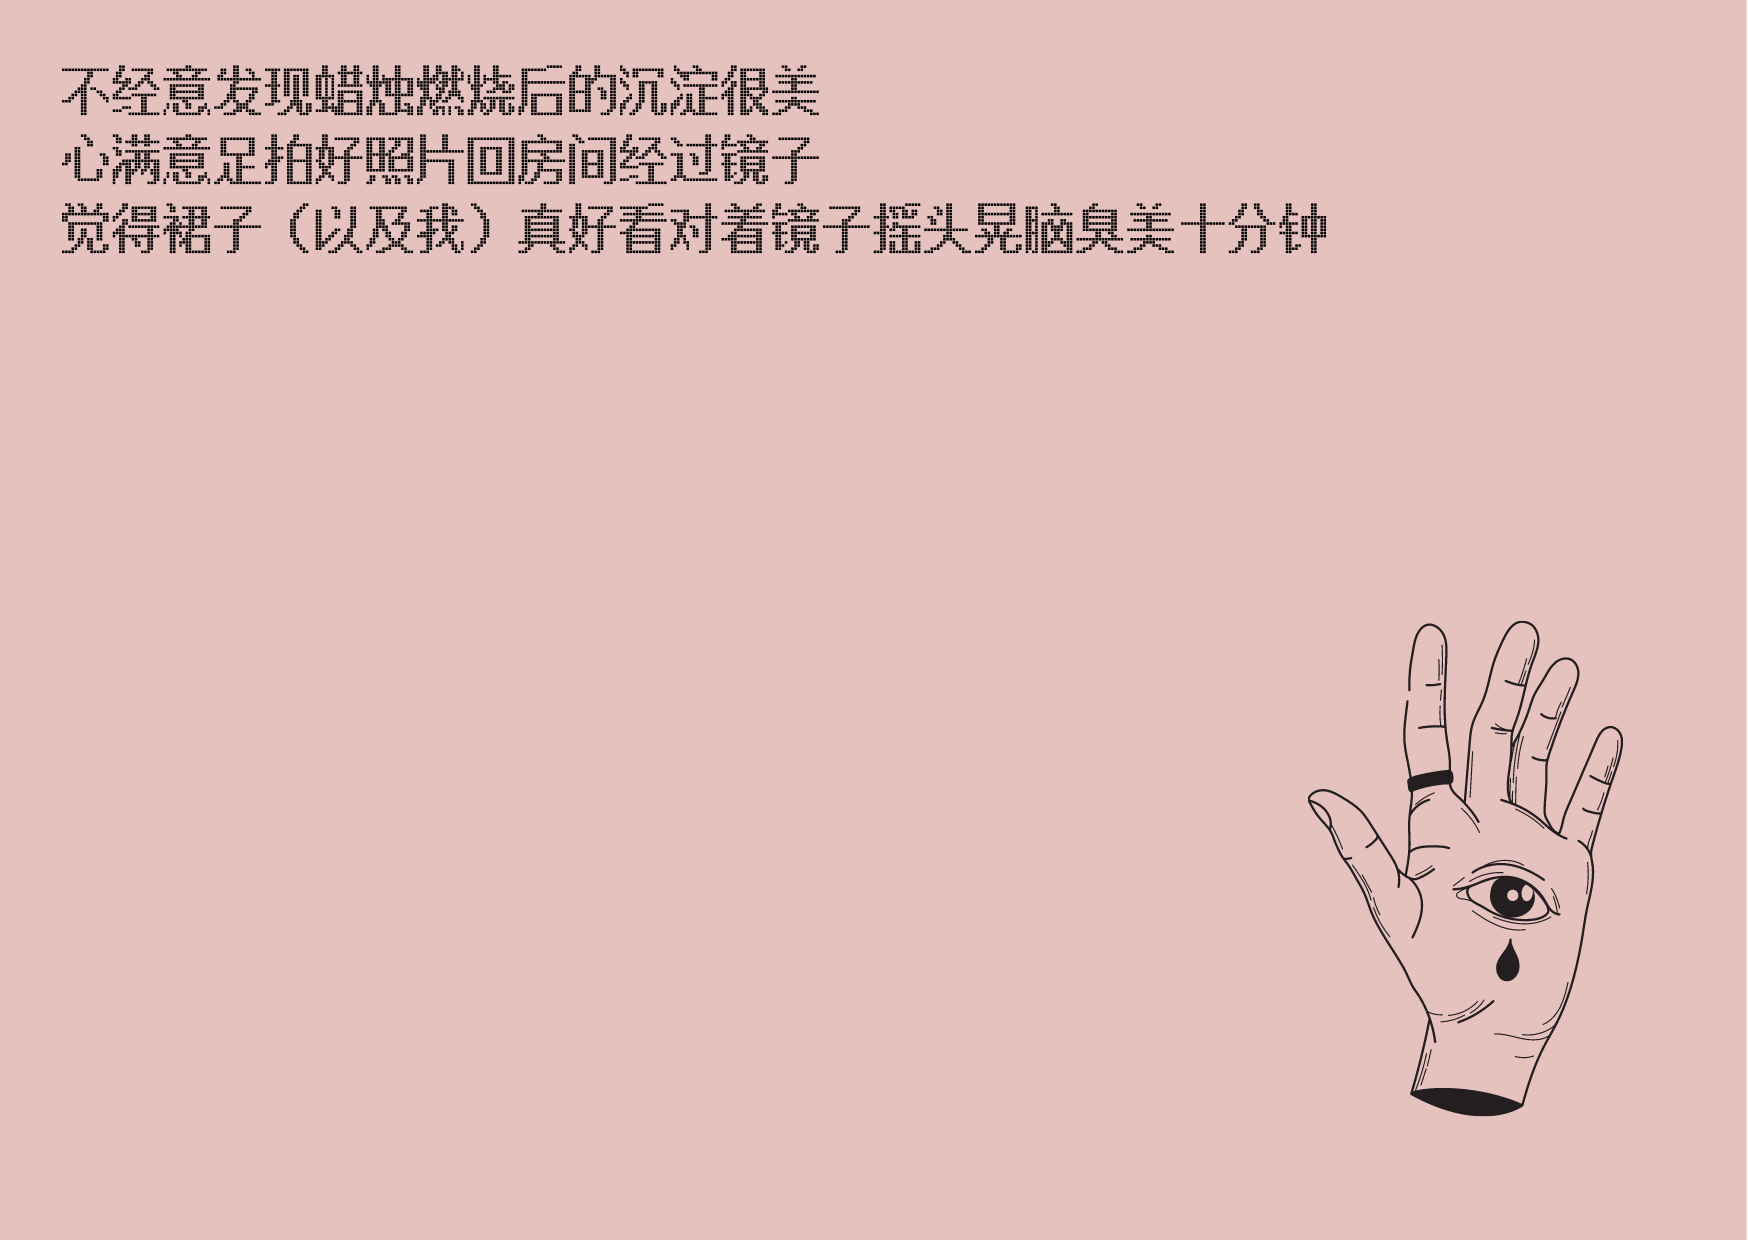 不经意发现蜡烛燃烧后的沉淀很美
心满意足拍好照片回房间经过镜子
觉得裙子（以及我）真好看对着镜子摇头晃脑臭美十分钟